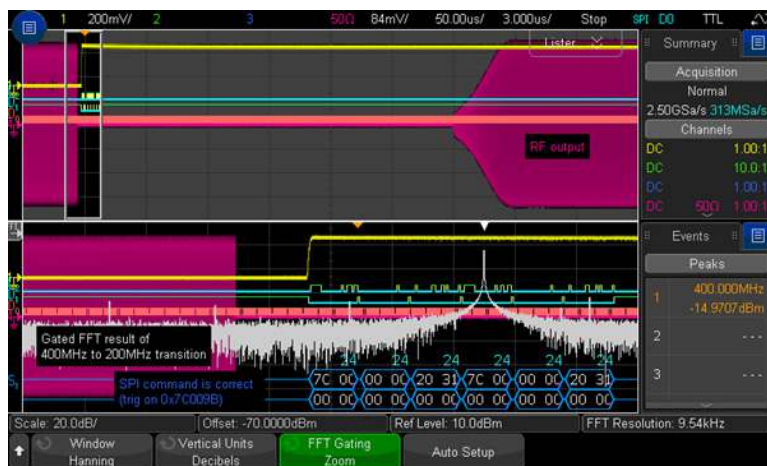 1 200mV/ 2 3 50Ω 84mV/ 50.00us/ 3.000us/ Stop SPI D0 TTL
Lister
Summary
Acquisition
Normal
2.50GSa/s 313MSa/s
Channels
DC 1.00:1
DC 10.0:1
DC 1.00:1
DC 50Ω 1.00:1
RF output
Events
Peaks
1 400.000MHz
-14.9707dBm
2 ---
3 ---
Gated FFT result of
400MHz to 200MHz transition
24 24 24 24 24 24
S1 7C 00 00 00 20 31 7C 00 00 00 20 31
00 00 00 00 00 00 00 00 00 00 00 00
SPI command is correct
(trig on 0x7C009B)
Scale: 20.0dB/ Offset: -70.0000dBm Ref Level: 10.0dBm FFT Resolution: 9.54kHz
Window
Hanning
Vertical Units
Decibels
FFT Gating
Zoom
Auto Setup